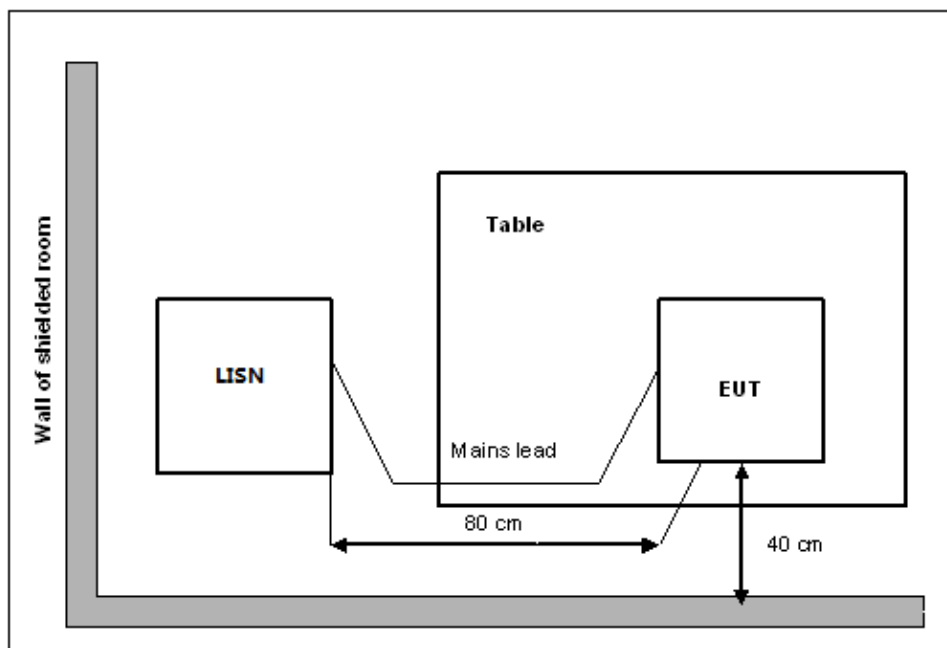 Wall of shielded room
Table
LISN
EUT
Mains lead
80 cm
40 cm